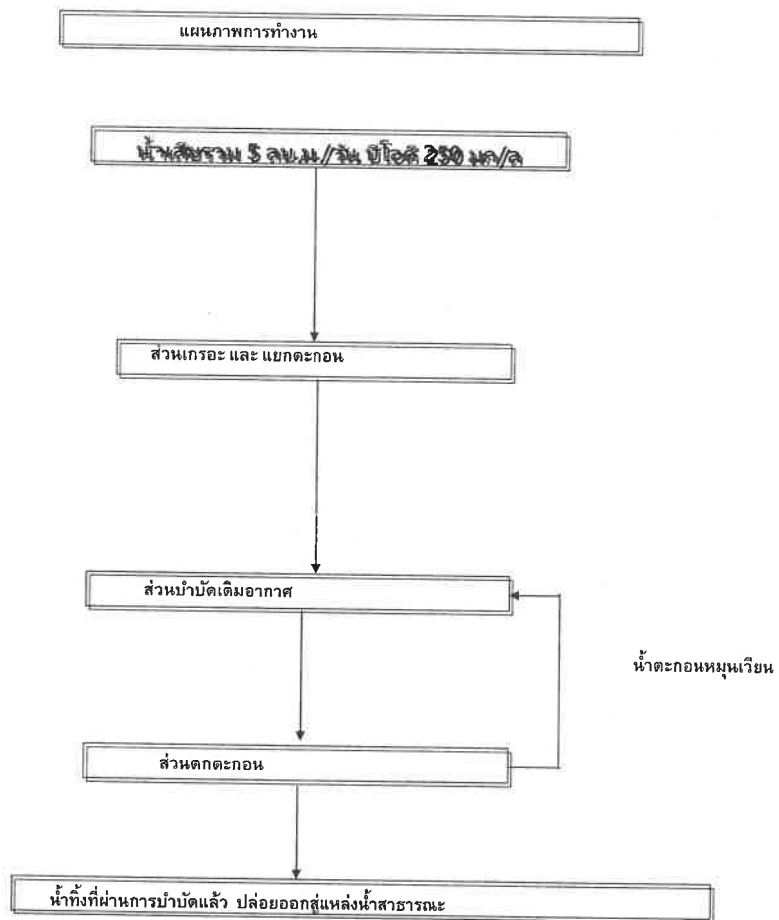 แผนภาพการทำงาน
น้ำเสียรวม 5 ลบ.ม./วัน บีโอดี 250 มก/ล
ส่วนเกรอะ และ แยกตะกอน
ส่วนบำบัดเติมอากาศ
น้ำตะกอนหมุนเวียน
ส่วนตกตะกอน
น้ำทิ้งที่ผ่านการบำบัดแล้ว ปล่อยออกสู่แหล่งน้ำสาธารณะ